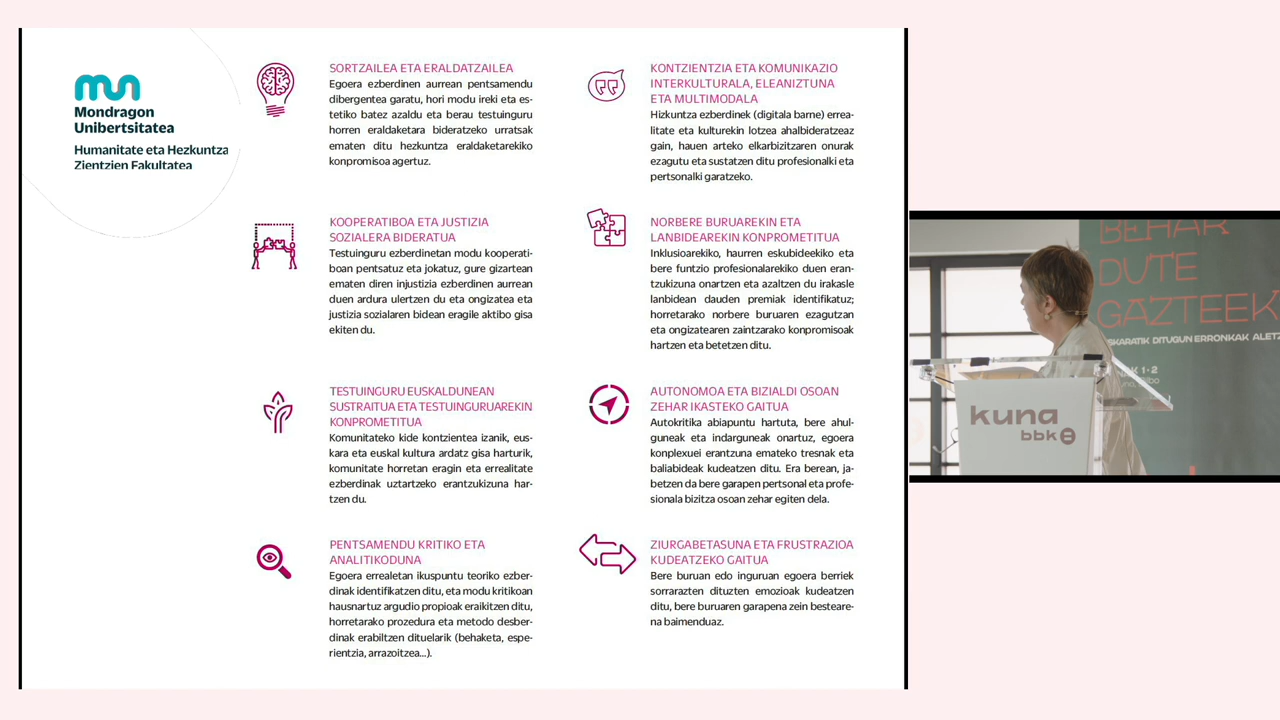 Mondragon
Unibertsitatea
Humanitate eta Hezkuntza
Zientzien Fakultatea
SORTZAILEA ETA ERALDATZAILEA
Egoera ezberdinen aurrean pentsamendu
dibergentea garatu, hori modu ireki eta es-
tetiko batez azaldu eta berau testuinguru
horren eraldaketara bideratzeko urratsak
ematen ditu hezkuntza eraldaketarekiko
konpromisoa agertuz.
KOOPERATIBOA ETA JUSTIZIA
SOZIALERA BIDERATUA
Testuinguru ezberdinetan modu kooperati-
boan pentsatuz eta jokatuz, gure gizartean
ematen diren injustizia ezberdinen aurrean
duen ardura ulertzen du eta ongizatea eta
justizia sozialaren bidean eragile aktibo gisa
ekiten du.
TESTUINGURU EUSKALDUNEAN
SUSTRAITUA ETA TESTUINGURUAREKIN
KONPROMETITUA
Komunitateko kide kontzientea izanik, eus-
kara eta euskal kultura ardatz gisa harturik,
komunitate horretan eragin eta errealitate
ezberdinak uztartzeko erantzukizuna har-
tzen du.
PENTSAMENDU KRITIKO ETA
ANALITIKODUNA
Egoera errealetan ikuspuntu teoriko ezber-
dinak identifikatzen ditu, eta modu kritikoan
hausnartuz argudio propioak eraikitzen ditu,
horretarako prozedura eta metodo desber-
dinak erabiltzen dituelarik (behaketa, espe-
rientzia, arrazoitzea...).
KONTZIENTZIA ETA KOMUNIKAZIO
INTERKULTURALA, ELEANIZTUNA
ETA MULTIMODALA
Hizkuntza ezberdinek (digitala barne) errea-
litate eta kulturekin lotzea ahalbideratzeaz
gain, hauen arteko elkarbizitzaren onurak
ezagutu eta sustatzen ditu profesionalki eta
pertsonalki garatzeko.
NORBERE BURUAREKIN ETA
LANBIDEAREKIN KONPROMETITUA
Inklusioarekiko, haurren eskubideekiko eta
bere funtzio profesionalarekiko duen eran-
tzukizuna onartzen eta azaltzen du irakasle
lanbidean dauden premiak identifikatuz;
horretarako norbere buruaren ezagutzan
eta ongizatearen zaintzarako konpromisoak
hartzen eta betetzen ditu.
AUTONOMOA ETA BIZIALDI OSOAN
ZEHAR IKASTEKO GAITUA
Autokritika abiapuntu hartuta, bere ahul-
guneak eta indarguneak onartuz, egoera
konplexuei erantzuna emateko tresnak eta
baliabideak kudeatzen ditu. Era berean, ja-
betzen da bere garapen pertsonal eta profe-
sionala bizitza osoan zehar egiten dela.
ZIURGABETASUNA ETA FRUSTRAZIOA
KUDEATZEKO GAITUA
Bere buruan edo inguruan egoera berriek
sorrarazten dituzten emozioak kudeatzen
ditu, bere buruaren garapena zein besteare-
na baimenduaz.
BEHAR
DUTE
GAZTEEK
SKARATIK DITUGUN ERRONKAK
kuna
bbk